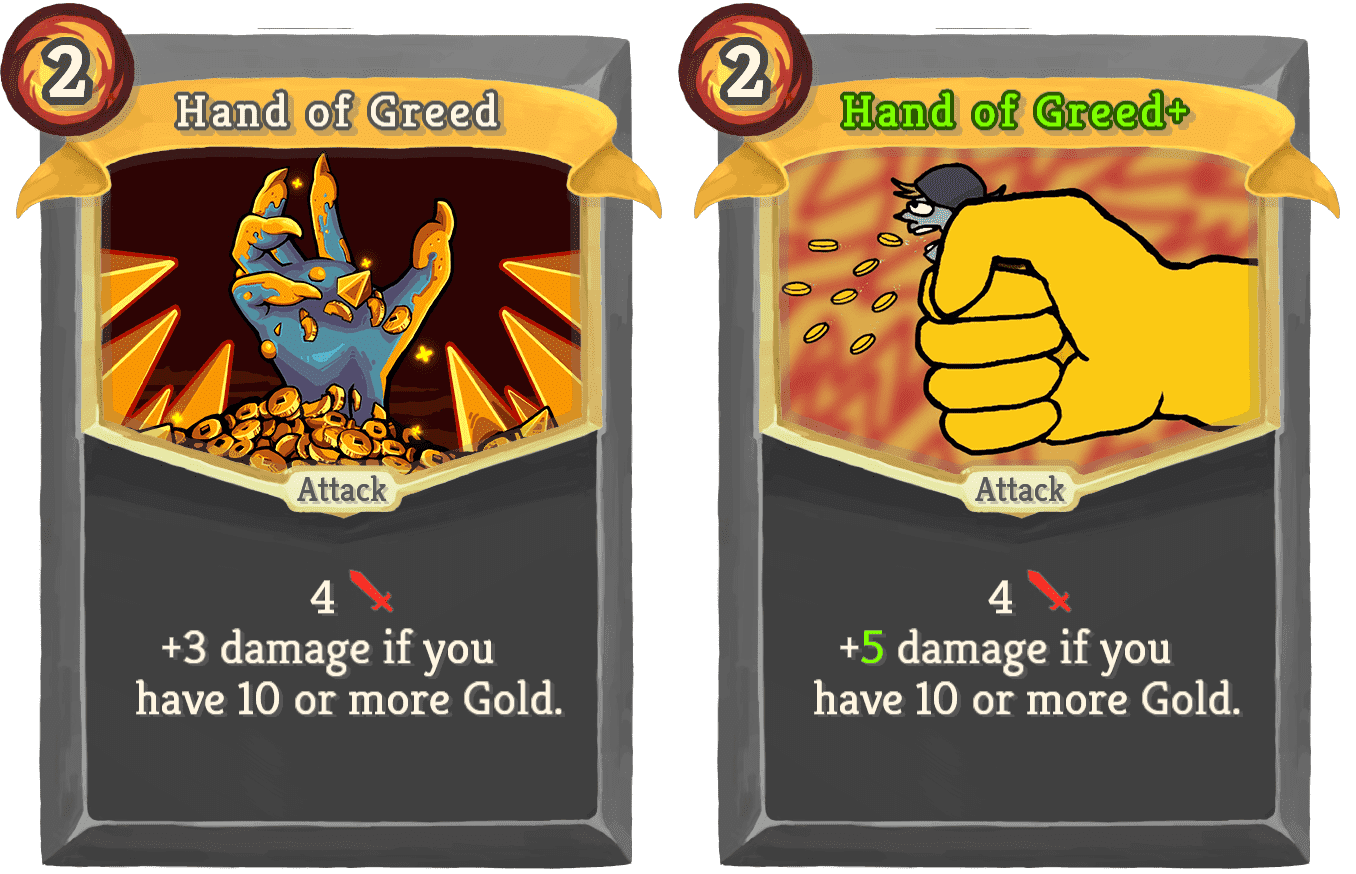 2
Hand of Greed
Attack
4
+3 damage if you
have 10 or more Gold.
2
Hand of Greed+
Attack
4
+5 damage if you
have 10 or more Gold.